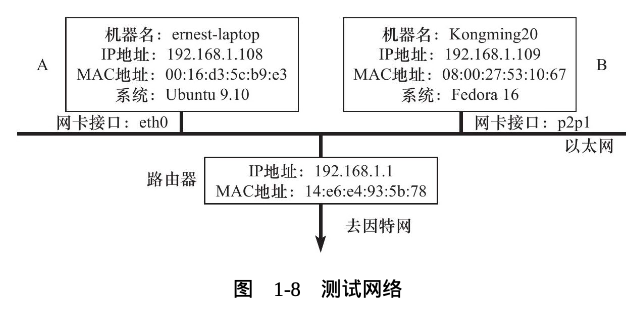 A
机器名：ernest-laptop
IP地址：192.168.1.108
MAC地址：00:16:d3:5c:b9:e3
系统：Ubuntu 9.10
网卡接口：eth0
机器名：Kongming20
IP地址：192.168.1.109
MAC地址：08:00:27:53:10:67
系统：Fedora 16
B
网卡接口：p2p1
以太网
路由器
IP地址：192.168.1.1
MAC地址：14:e6:e4:93:5b:78
去因特网
图 1-8 测试网络